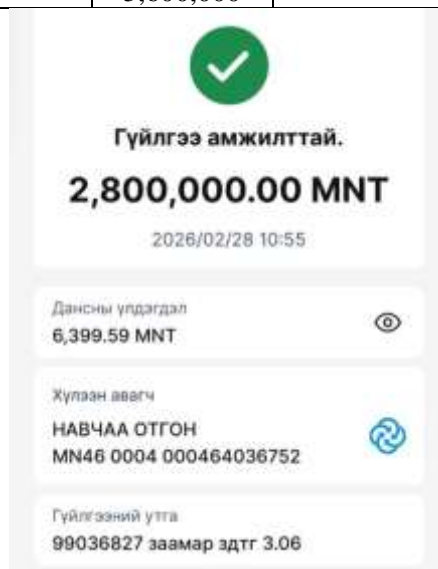 Гүйлгээ амжилттай.
2,800,000.00 MNT
2026/02/28 10:55
Дансны үлдэгдэл
6,399.59 MNT
Хүлээн авагч
НАВЧАА ОТГОН
MN46 0004 000464036752
Гүйлгээний утга
99036827 заамар здтг 3.06